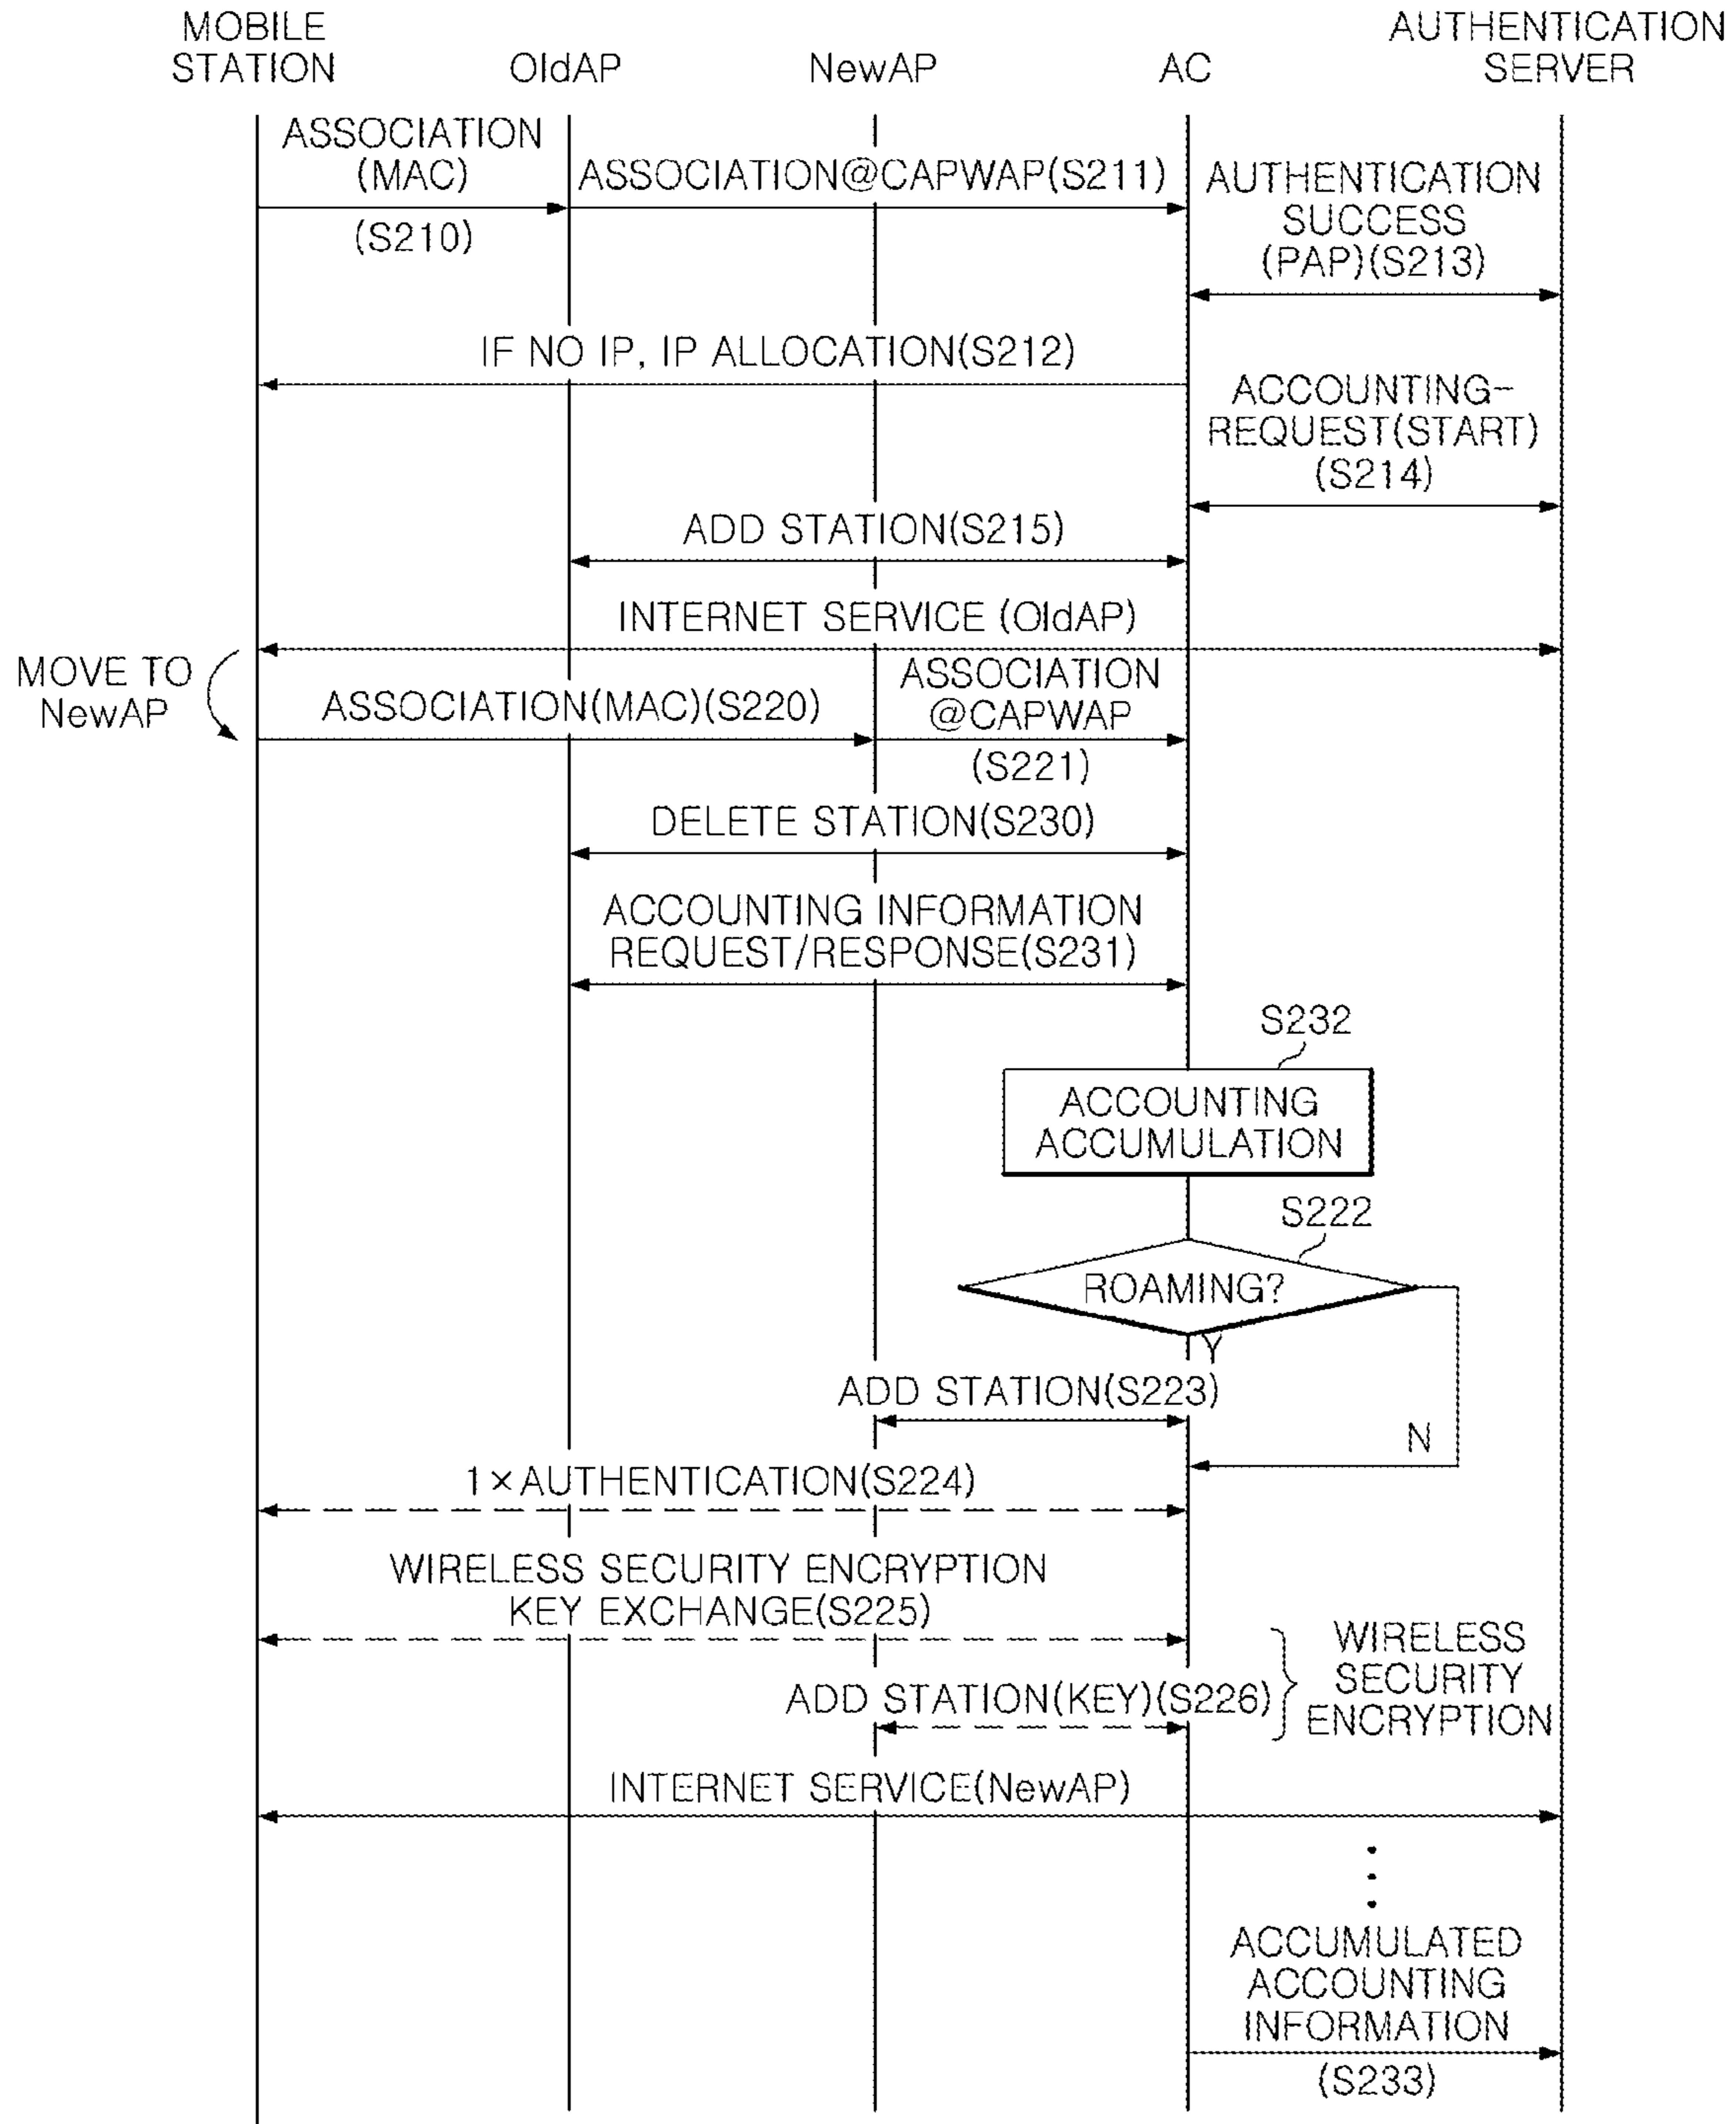 MOBILE
STATION
OldAP
NewAP
AC
AUTHENTICATION
SERVER
ASSOCIATION
(MAC)
(S210)
ASSOCIATION@CAPWAP(S211)
AUTHENTICATION
SUCCESS
(PAP)(S213)
IF NO IP, IP ALLOCATION(S212)
ACCOUNTING-
REQUEST(START)
(S214)
ADD STATION(S215)
INTERNET SERVICE (OldAP)
MOVE TO
NewAP
ASSOCIATION(MAC)(S220)
ASSOCIATION
@CAPWAP
(S221)
DELETE STATION(S230)
ACCOUNTING INFORMATION
REQUEST/RESPONSE(S231)
S232
ACCOUNTING
ACCUMULATION
S222
ROAMING?
Y
ADD STATION(S223)
N
1×AUTHENTICATION(S224)
WIRELESS SECURITY ENCRYPTION
KEY EXCHANGE(S225)
ADD STATION(KEY)(S226)
WIRELESS
SECURITY
ENCRYPTION
INTERNET SERVICE(NewAP)
ACCUMULATED
ACCOUNTING
INFORMATION
(S233)